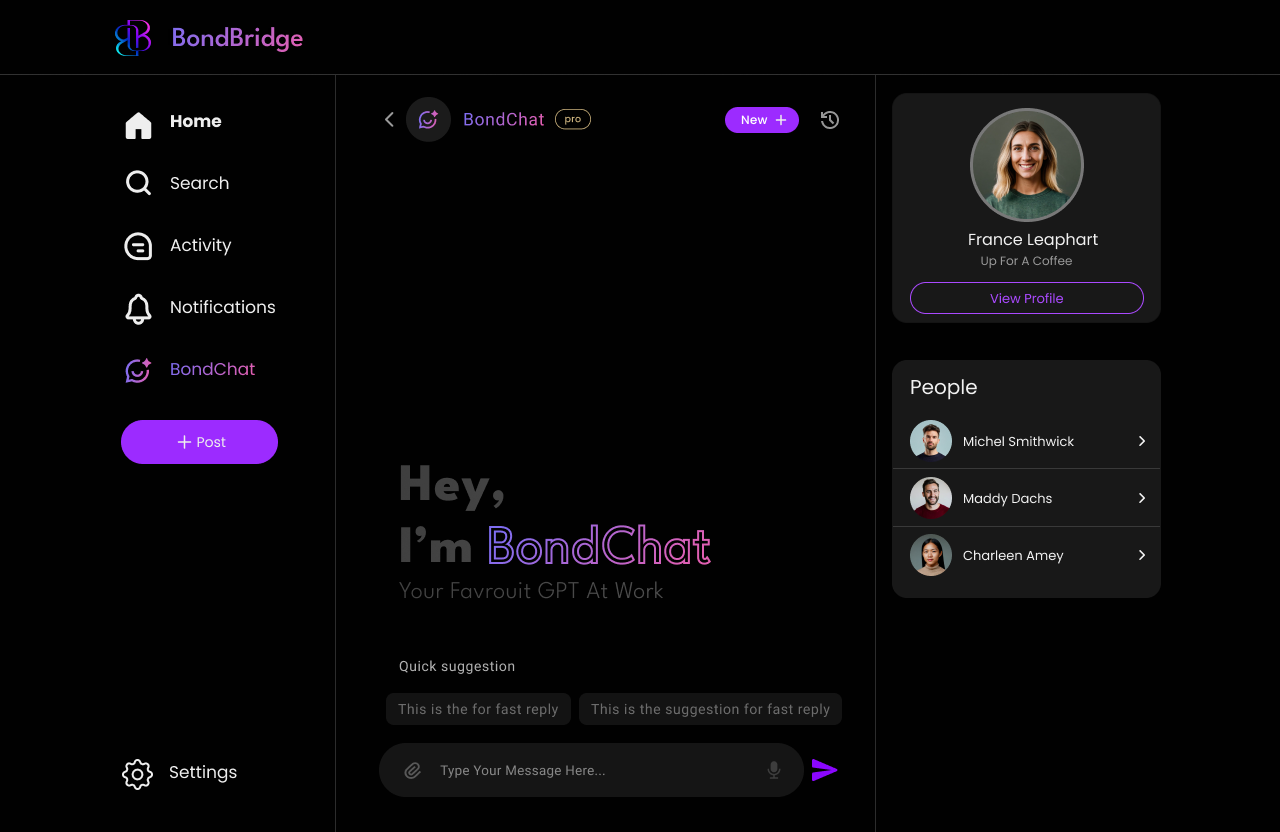 BondBridge
Home
Search
Activity
Notifications
BondChat
Post
Settings
BondChat pro
New
Hey,
I’m BondChat
Your Favrouit GPT At Work
Quick suggestion
This is the for fast reply
This is the suggestion for fast reply
Type Your Message Here...
France Leaphart
Up For A Coffee
View Profile
People
Michel Smithwick
Maddy Dachs
Charleen Amey